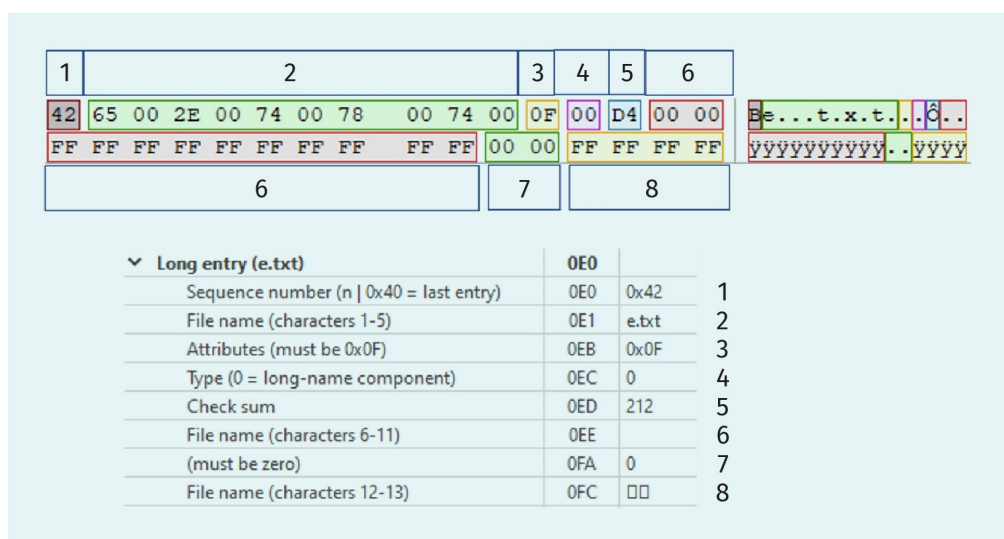 1 2 3 4 5 6
42 65 00 2E 00 74 00 78 00 74 00 0F 00 D4 00 00 Be...t.x.t...Ô..
FF FF FF FF FF FF FF FF FF FF 00 00 FF FF FF FF ÿÿÿÿÿÿÿÿÿÿ..ÿÿÿÿ
6 7 8
Long entry (e.txt) 0E0
Sequence number (n | 0x40 = last entry) 0E0 0x42 1
File name (characters 1-5) 0E1 e.txt 2
Attributes (must be 0x0F) 0EB 0x0F 3
Type (0 = long-name component) 0EC 0 4
Check sum 0ED 212 5
File name (characters 6-11) 0EE 6
(must be zero) 0FA 0 7
File name (characters 12-13) 0FC □□ 8